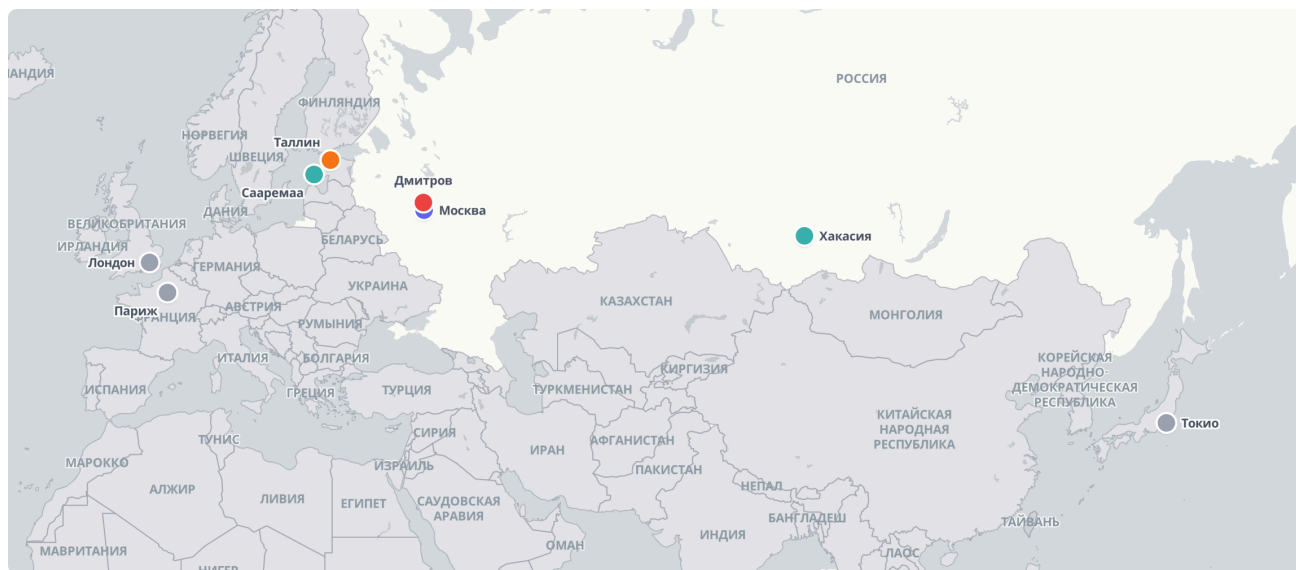 РОССИЯ
ФИНЛЯНДИЯ
НОРВЕГИЯ
Таллин
ШВЕЦИЯ
Сааремаа
Дмитров
Москва
ДАНИЯ
ВЕЛИКОБРИТАНИЯ
ИРЛАНДИЯ
БЕЛАРУСЬ
Хакасия
Лондон
ГЕРМАНИЯ
УКРАИНА
КАЗАХСТАН
Париж
ФРАНЦИЯ
АВСТРИЯ
РУМЫНИЯ
МОНГОЛИЯ
ИТАЛИЯ
БОЛГАРИЯ
КИРГИЗИЯ
КОРЕЙСКАЯ
НАРОДНО-
ДЕМОКРАТИЧЕСКАЯ
РЕСПУБЛИКА
ИСПАНИЯ
ГРЕЦИЯ
ТУРЦИЯ
ТУРКМЕНИСТАН
КИТАЙСКАЯ
НАРОДНАЯ
РЕСПУБЛИКА
Токио
ТУНИС
СИРИЯ
ИРАН
АФГАНИСТАН
МАРОККО
ИЗРАИЛЬ
ПАКИСТАН
АЛЖИР
ЛИВИЯ
ЕГИПЕТ
САУДОВСКАЯ
АРАВИЯ
НЕПАЛ
БАНГЛАДЕШ
ТАЙВАНЬ
ИНДИЯ
МАВРИТАНИЯ
ОМАН
ЛАОС
НИГЕР